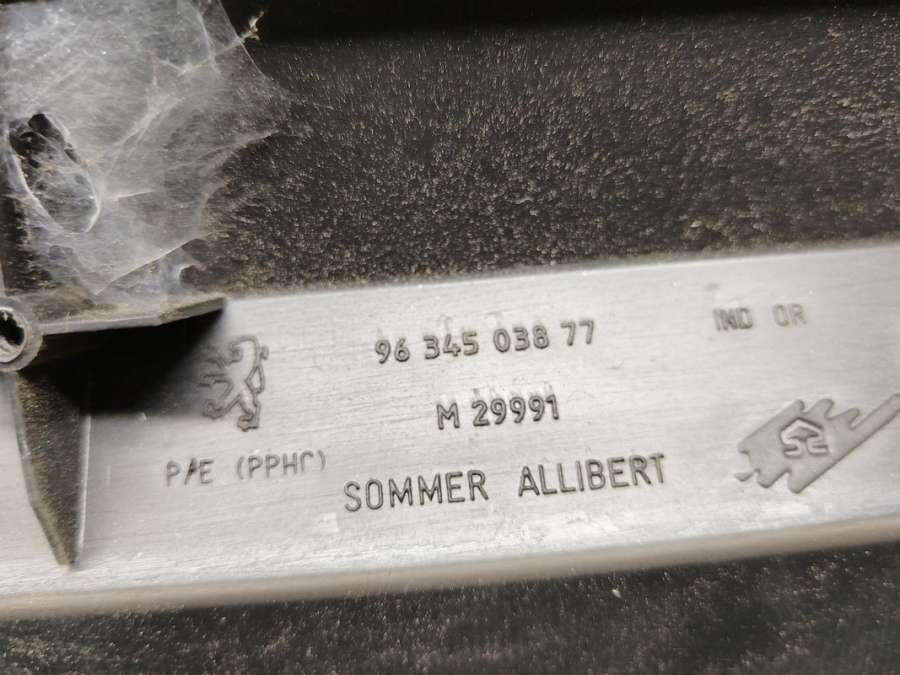 96 345 038 77
IND OR
M 29991
P/E (PPHC)
SOMMER ALLIBERT